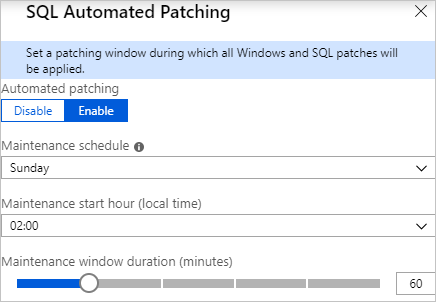 SQL Automated Patching
Set a patching window during which all Windows and SQL patches will
be applied.
Automated patching
Disable Enable
Maintenance schedule
Sunday
Maintenance start hour (local time)
02:00
Maintenance window duration (minutes)
60